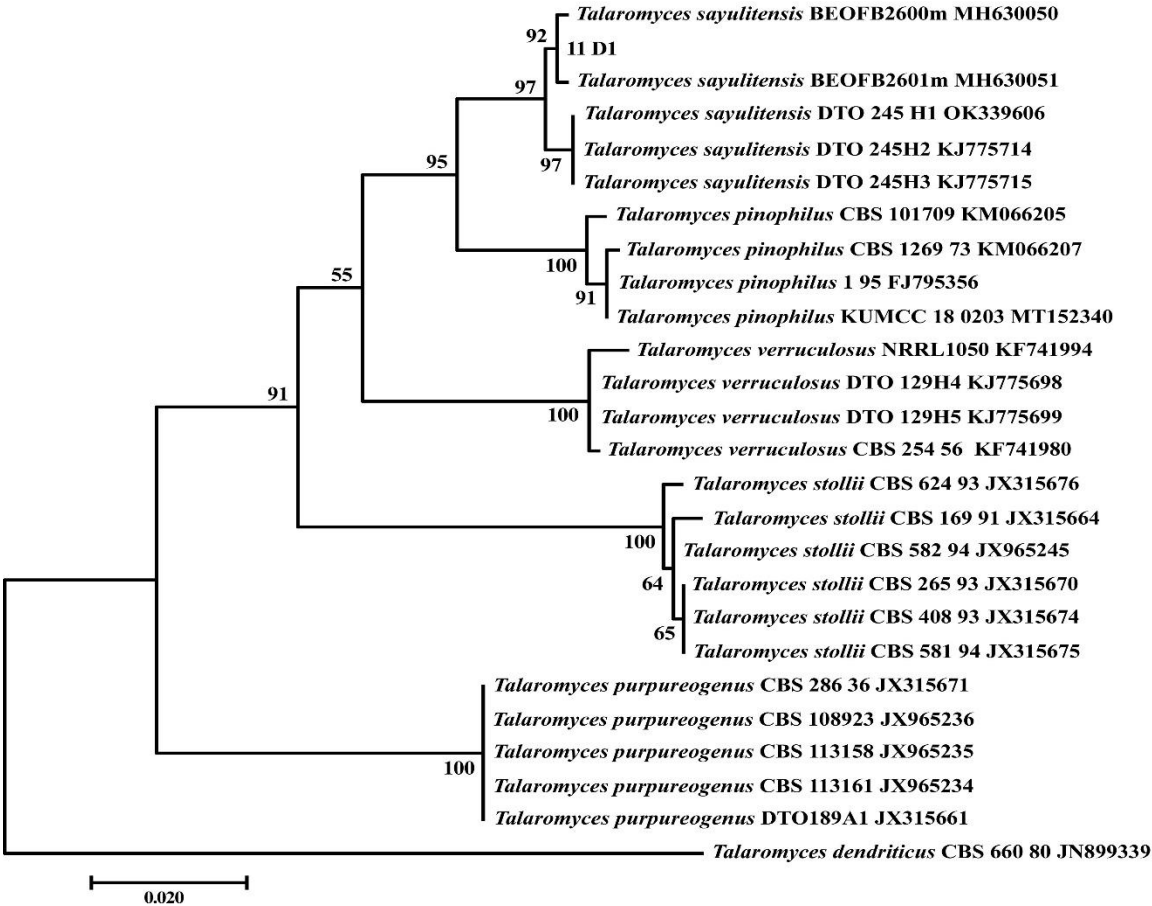 Talaromyces sayulitensis BEOFB2600m MH630050
92
11 D1
Talaromyces sayulitensis BEOFB2601m MH630051
97
Talaromyces sayulitensis DTO 245 H1 OK339606
Talaromyces sayulitensis DTO 245H2 KJ775714
97
95
Talaromyces sayulitensis DTO 245H3 KJ775715
Talaromyces pinophilus CBS 101709 KM066205
Talaromyces pinophilus CBS 1269 73 KM066207
100
55
Talaromyces pinophilus 1 95 FJ795356
91
Talaromyces pinophilus KUMCC 18 0203 MT152340
Talaromyces verruculosus NRRL1050 KF741994
Talaromyces verruculosus DTO 129H4 KJ775698
91
Talaromyces verruculosus DTO 129H5 KJ775699
100
Talaromyces verruculosus CBS 254 56 KF741980
Talaromyces stollii CBS 624 93 JX315676
Talaromyces stollii CBS 169 91 JX315664
100
Talaromyces stollii CBS 582 94 JX965245
Talaromyces stollii CBS 265 93 JX315670
64
Talaromyces stollii CBS 408 93 JX315674
65
Talaromyces stollii CBS 581 94 JX315675
Talaromyces purpureogenus CBS 286 36 JX315671
Talaromyces purpureogenus CBS 108923 JX965236
Talaromyces purpureogenus CBS 113158 JX965235
100
Talaromyces purpureogenus CBS 113161 JX965234
Talaromyces purpureogenus DTO189A1 JX315661
Talaromyces dendriticus CBS 660 80 JN899339
0.020